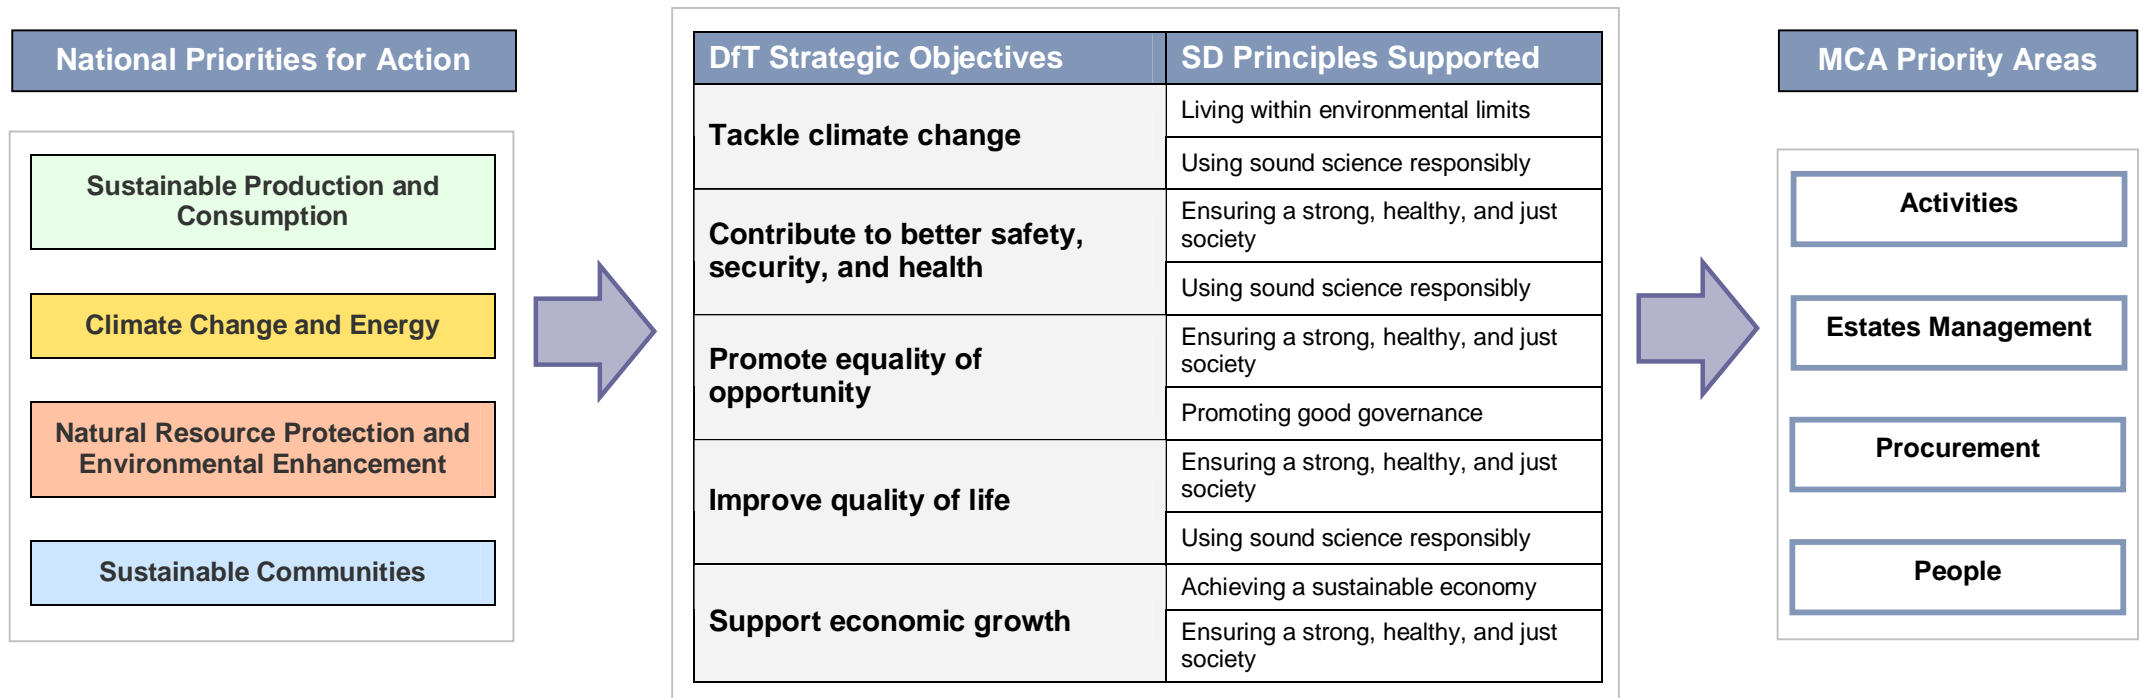 National Priorities for Action
Sustainable Production and
Consumption
Climate Change and Energy
Natural Resource Protection and
Environmental Enhancement
Sustainable Communities
DfT Strategic Objectives
SD Principles Supported
Tackle climate change
Living within environmental limits
Using sound science responsibly
Contribute to better safety,
security, and health
Ensuring a strong, healthy, and just
society
Using sound science responsibly
Promote equality of
opportunity
Ensuring a strong, healthy, and just
society
Promoting good governance
Improve quality of life
Ensuring a strong, healthy, and just
society
Using sound science responsibly
Support economic growth
Achieving a sustainable economy
Ensuring a strong, healthy, and just
society
MCA Priority Areas
Activities
Estates Management
Procurement
People